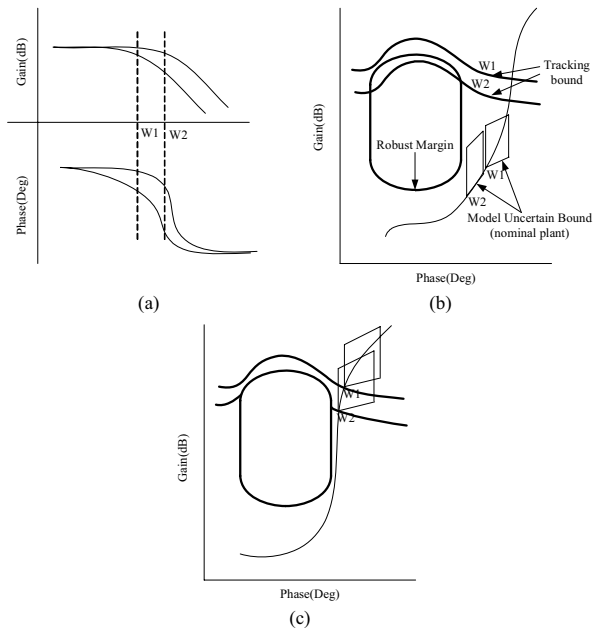 Gain(dB)
W1
W2
Phase(Deg)
(a)
W1
Tracking
bound
W2
Gain(dB)
Robust Margin
W1
W2
Model Uncertain Bound
(nominal plant)
Phase(Deg)
(b)
W1
W2
Gain(dB)
Phase(Deg)
(c)